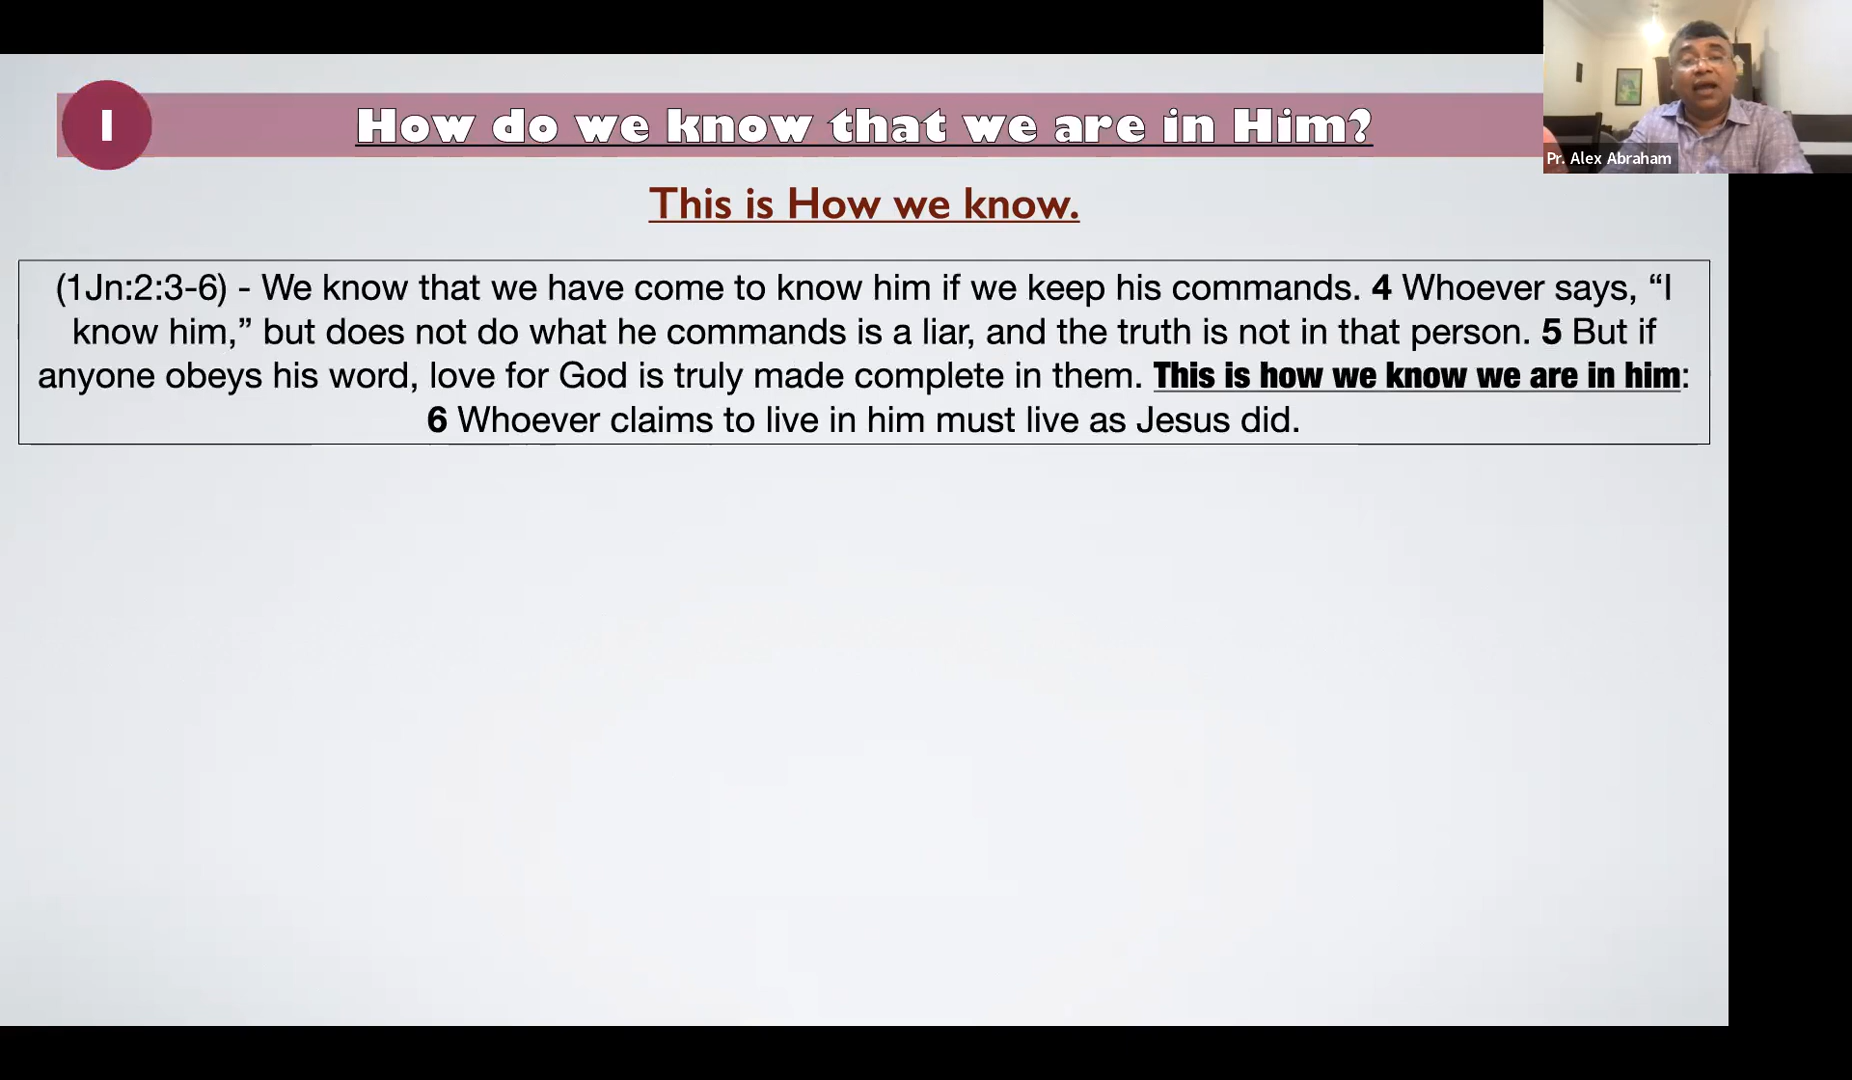 I
How do we know that we are in Him?
Pr. Alex Abraham
This is How we know.
(1Jn:2:3-6) - We know that we have come to know him if we keep his commands. 4 Whoever says, “I
know him,” but does not do what he commands is a liar, and the truth is not in that person. 5 But if
anyone obeys his word, love for God is truly made complete in them. This is how we know we are in him:
6 Whoever claims to live in him must live as Jesus did.